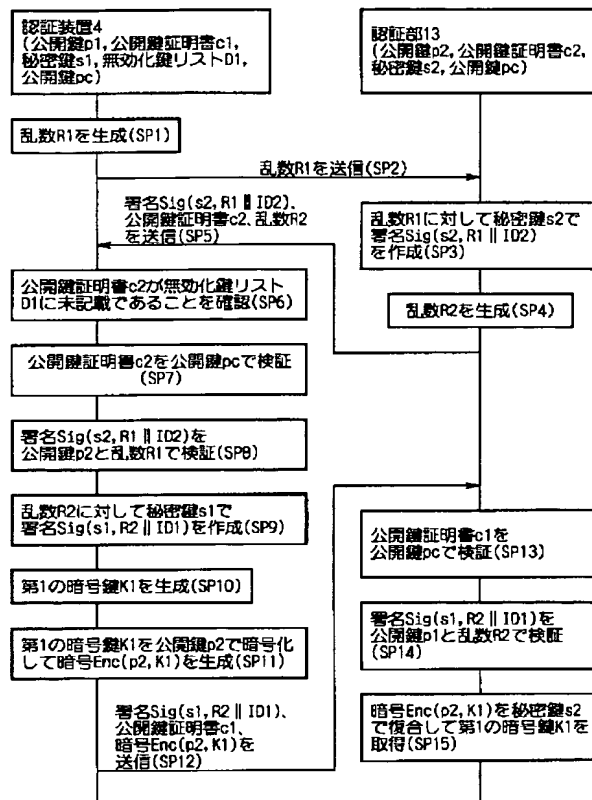 認証装置4
(公開鍵p1,公開鍵証明書c1,
秘密鍵s1,無効化鍵リストD1,
公開鍵pc)
認証部13
(公開鍵p2,公開鍵証明書c2,
秘密鍵s2,公開鍵pc)
乱数R1を生成(SP1)
乱数R1を送信(SP2)
乱数R1に対して秘密鍵s2で
署名Sig(s2,R1∥ID2)
を作成(SP3)
乱数R2を生成(SP4)
署名Sig(s2,R1∥ID2)、
公開鍵証明書c2、乱数R2
を送信(SP5)
公開鍵証明書c2が無効化鍵リスト
D1に未記載であることを確認(SP6)
公開鍵証明書c2を公開鍵pcで検証
(SP7)
署名Sig(s2,R1∥ID2)を
公開鍵p2と乱数R1で検証(SP8)
乱数R2に対して秘密鍵s1で
署名Sig(s1,R2∥ID1)を作成(SP9)
第1の暗号鍵K1を生成(SP10)
第1の暗号鍵K1を公開鍵p2で暗号化
して暗号Enc(p2,K1)を生成(SP11)
署名Sig(s1,R2∥ID1)、
公開鍵証明書c1、
暗号Enc(p2,K1)を
送信(SP12)
公開鍵証明書c1を
公開鍵pcで検証(SP13)
署名Sig(s1,R2∥ID1)を
公開鍵p1と乱数R2で検証
(SP14)
暗号Enc(p2,K1)を秘密鍵s2
で復合して第1の暗号鍵K1を
取得(SP15)